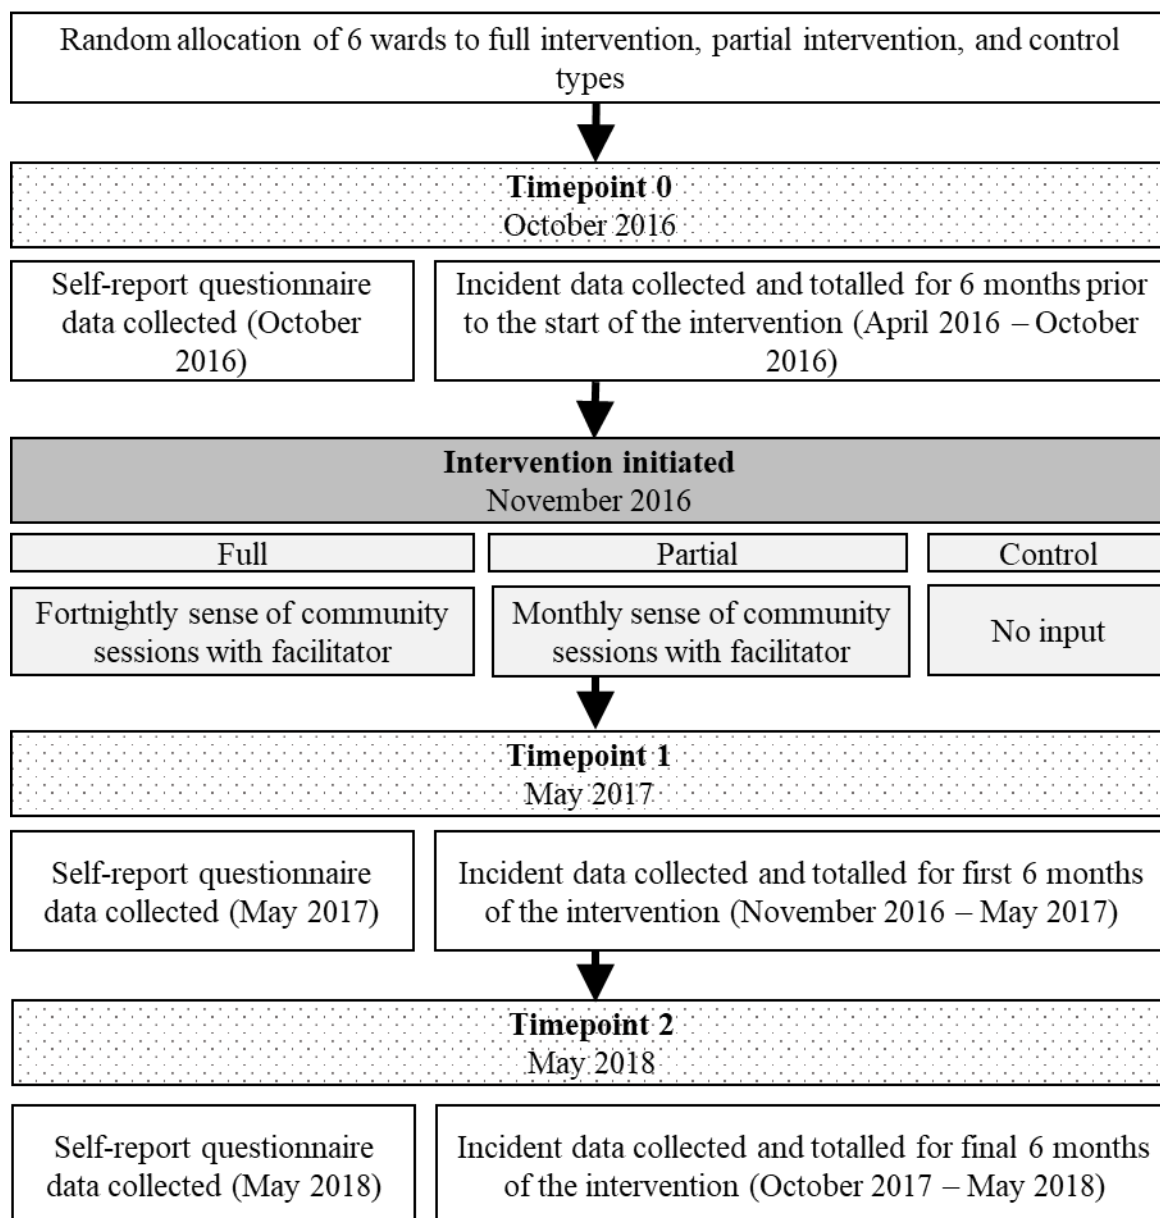 Random allocation of 6 wards to full intervention, partial intervention, and control
types
Timepoint 0
October 2016
Self-report questionnaire
data collected (October
2016)
Incident data collected and totalled for 6 months prior
to the start of the intervention (April 2016 – October
2016)
Intervention initiated
November 2016
Full
Partial
Control
Fortnightly sense of community
sessions with facilitator
Monthly sense of community
sessions with facilitator
No input
Timepoint 1
May 2017
Self-report questionnaire
data collected (May 2017)
Incident data collected and totalled for first 6 months
of the intervention (November 2016 – May 2017)
Timepoint 2
May 2018
Self-report questionnaire
data collected (May 2018)
Incident data collected and totalled for final 6 months
of the intervention (October 2017 – May 2018)